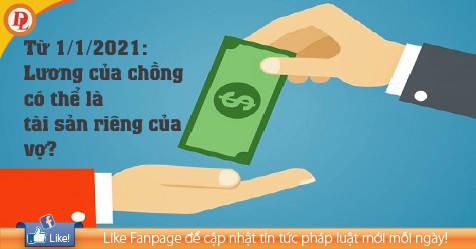 PL
Từ 1/1/2021:
Lương của chồng
có thể là
tài sản riêng của
vợ?
Like!
Like Fanpage để cập nhật tin tức pháp luật mới mỗi ngày!